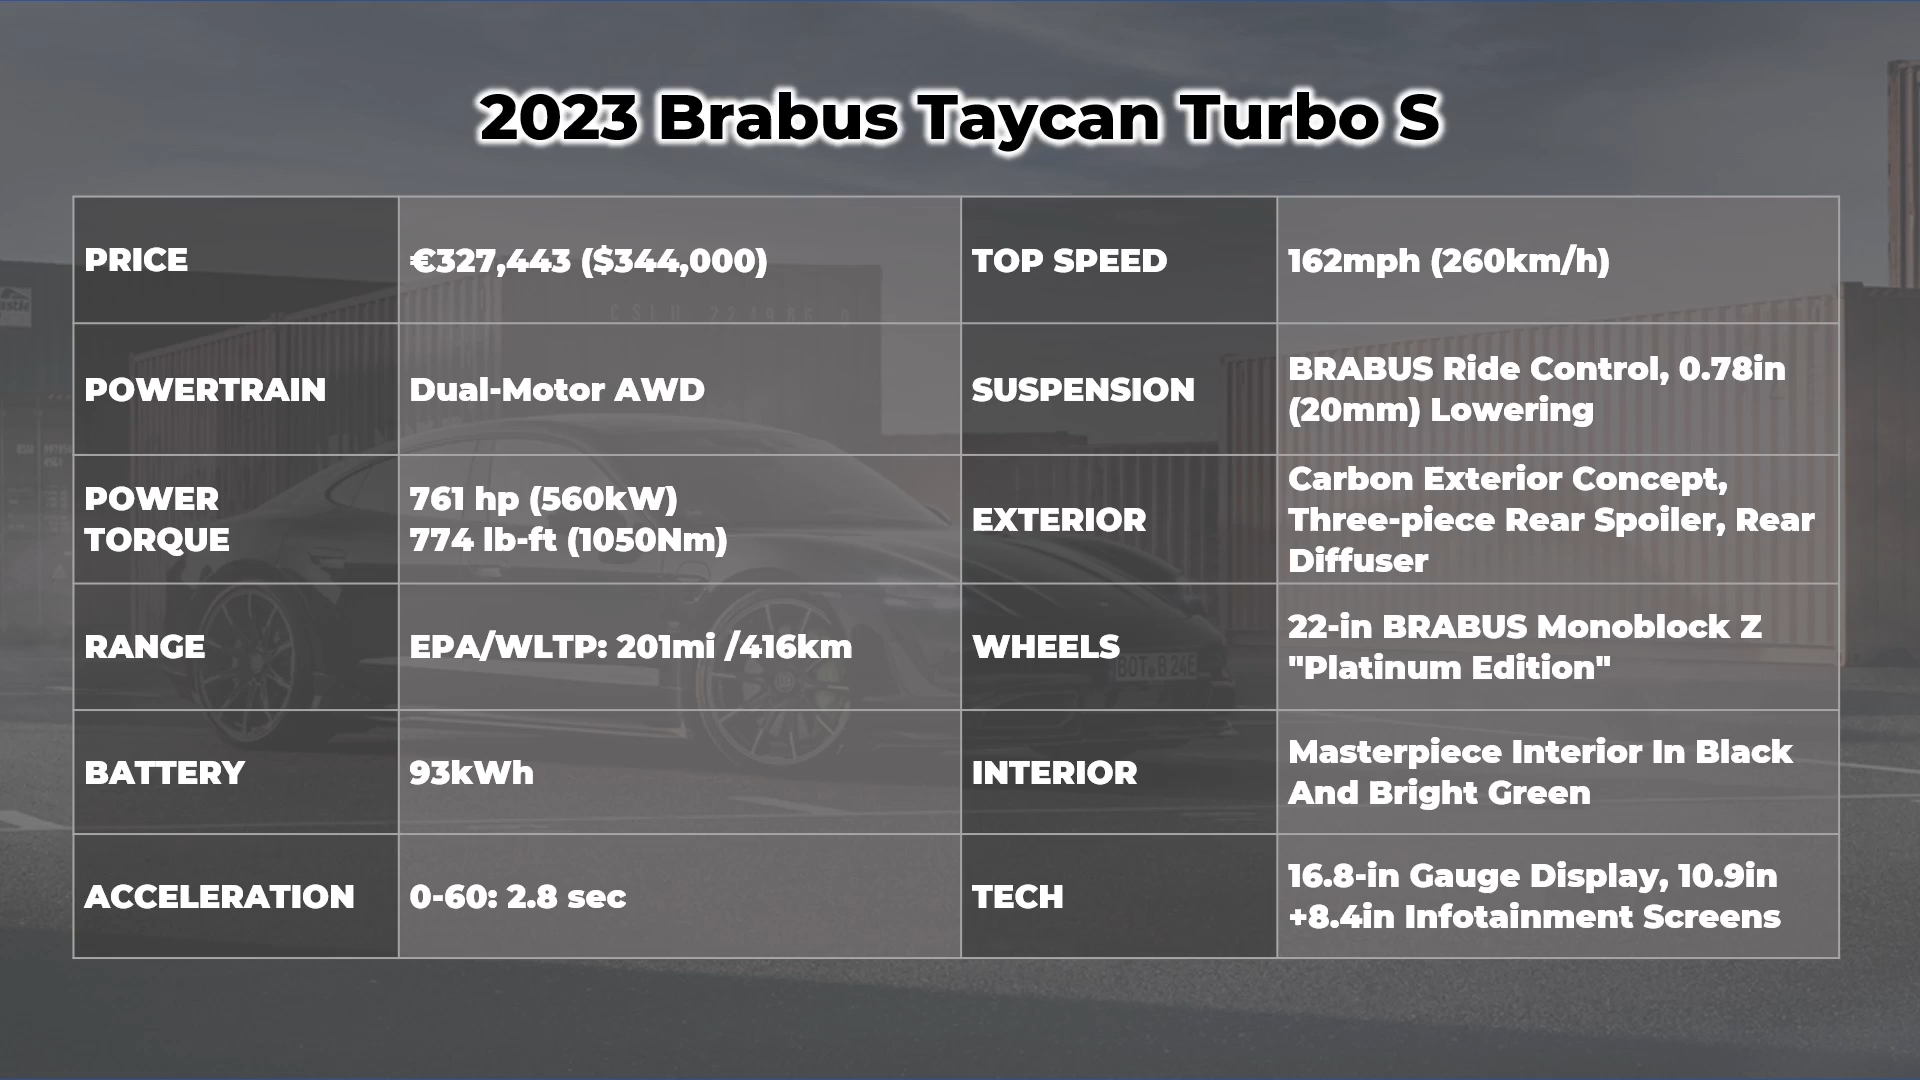 2023 Brabus Taycan Turbo S
PRICE
€327,443 ($344,000)
TOP SPEED
162mph (260km/h)
POWERTRAIN
Dual-Motor AWD
SUSPENSION
BRABUS Ride Control, 0.78in
(20mm) Lowering
POWER
TORQUE
761 hp (560kW)
774 lb-ft (1050Nm)
EXTERIOR
Carbon Exterior Concept,
Three-piece Rear Spoiler, Rear
Diffuser
RANGE
EPA/WLTP: 201mi /416km
WHEELS
22-in BRABUS Monoblock Z
"Platinum Edition"
BATTERY
93kWh
INTERIOR
Masterpiece Interior In Black
And Bright Green
ACCELERATION
0-60: 2.8 sec
TECH
16.8-in Gauge Display, 10.9in
+8.4in Infotainment Screens